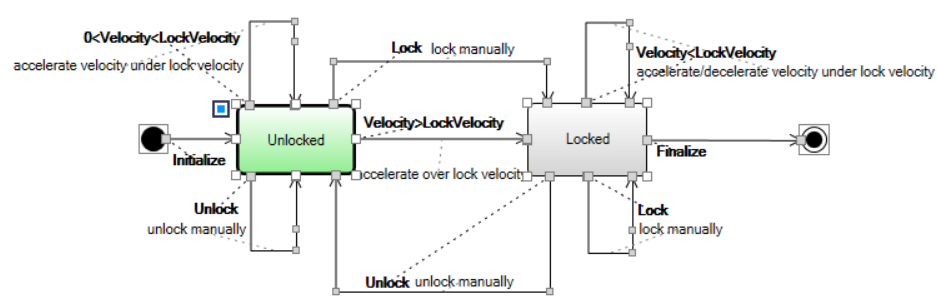 0<Velocity<LockVelocity
accelerate velocity under lock velocity
Lock lock manually
Velocity<LockVelocity
accelerate/decelerate velocity under lock velocity
Unlocked
Velocity>LockVelocity
Locked
Initialize
accelerate over lock velocity
Finalize
Unlock
unlock manually
Lock
lock manually
Unlock unlock manually